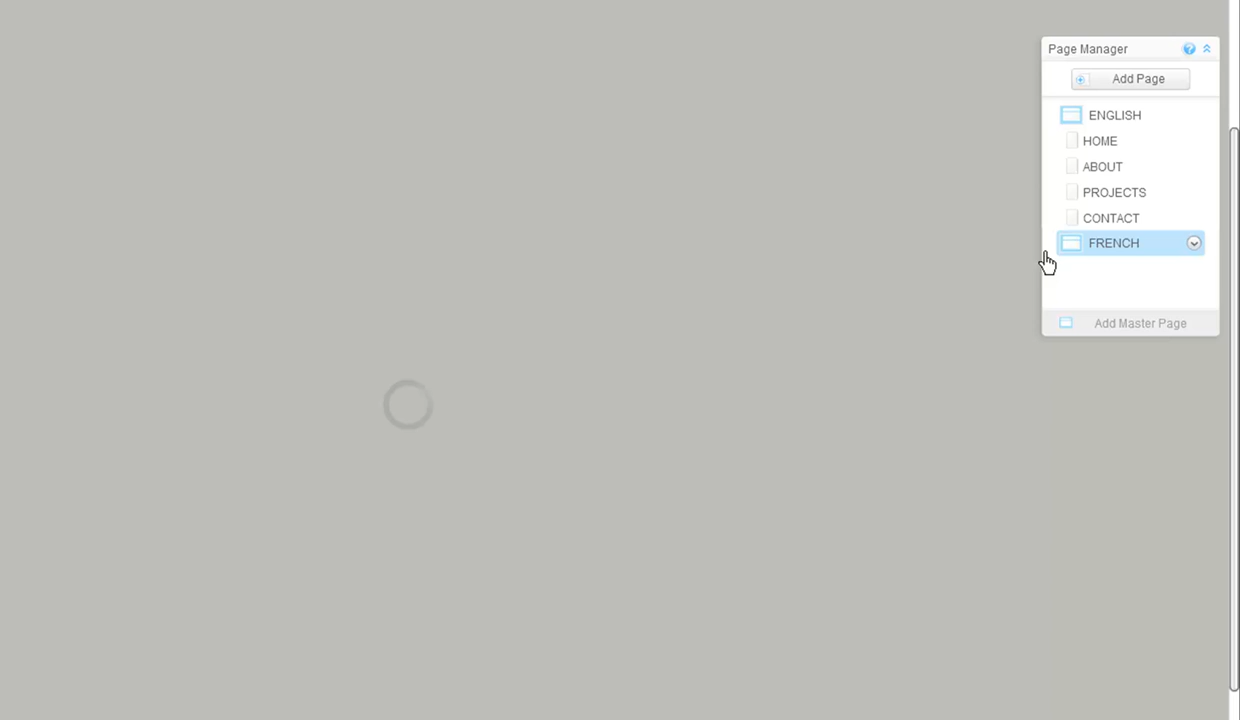 Page Manager
Add Page
ENGLISH
HOME
ABOUT
PROJECTS
CONTACT
FRENCH
Add Master Page